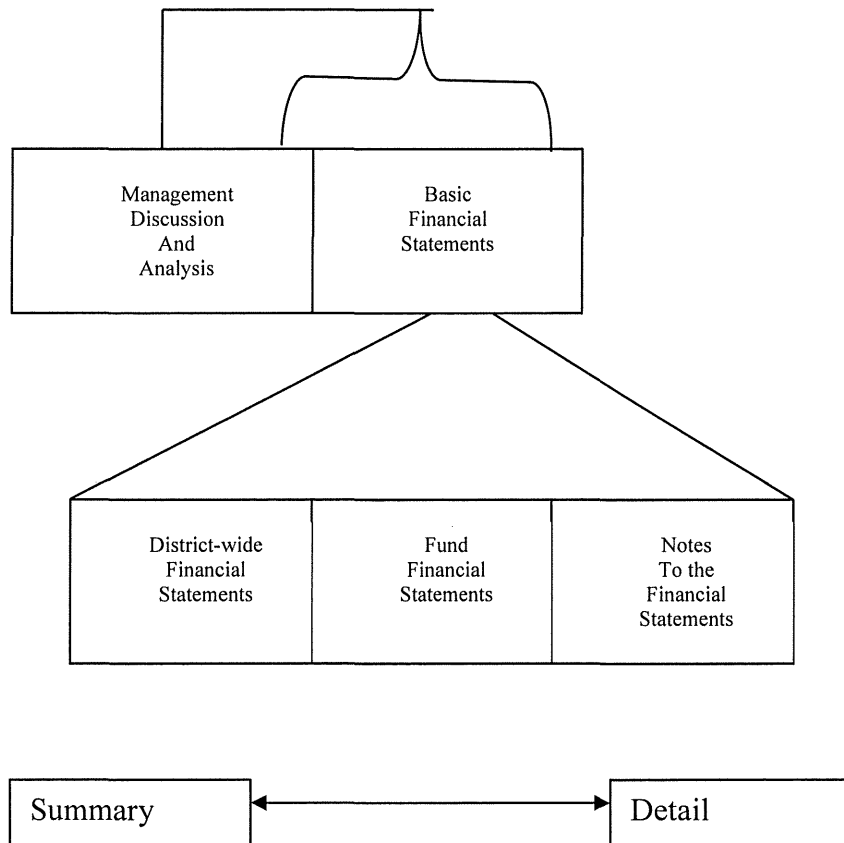 Management
Discussion
And
Analysis
Basic
Financial
Statements
District-wide
Financial
Statements
Fund
Financial
Statements
Notes
To the
Financial
Statements
Summary
Detail